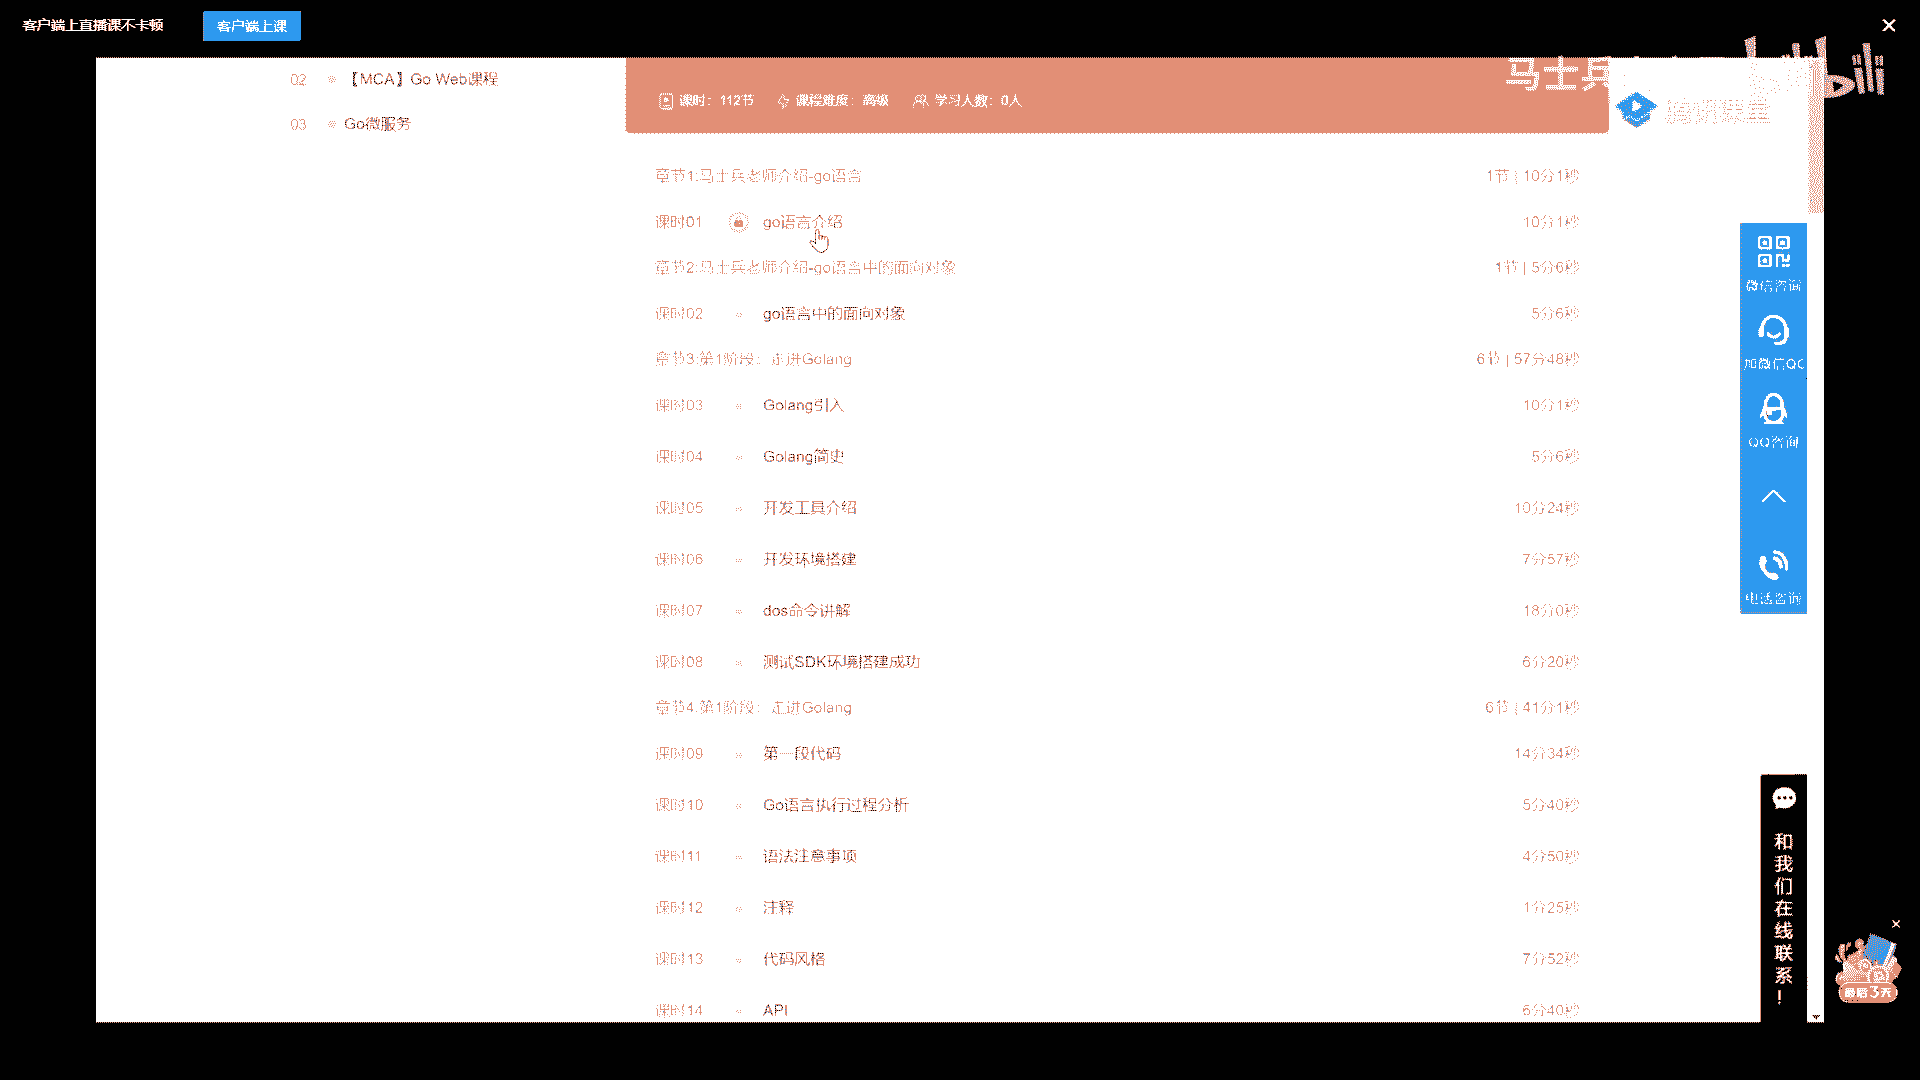 客户端上直播课不卡顿
客户端上课
马士兵
bilibili
腾讯课堂
02 【MCA】Go Web课程
03 Go微服务
课时：112节 课程难度：高级 学习人数：0人
章节1:马士兵老师介绍-go语言 1节 | 10分1秒
课时01 go语言介绍 10分1秒
章节2:马士兵老师介绍-go语言中的面向对象 1节 | 5分6秒
课时02 go语言中的面向对象 5分6秒
章节3:第1阶段：走进Golang 6节 | 57分48秒
课时03 Golang引入 10分1秒
课时04 Golang简史 5分6秒
课时05 开发工具介绍 10分24秒
课时06 开发环境搭建 7分57秒
课时07 dos命令讲解 18分0秒
课时08 测试SDK环境搭建成功 6分20秒
章节4:第1阶段：走进Golang 6节 | 41分1秒
课时09 第一段代码 14分34秒
课时10 Go语言执行过程分析 5分40秒
课时11 语法注意事项 4分50秒
课时12 注释 1分25秒
课时13 代码风格 7分52秒
课时14 API 6分40秒
微信咨询
加微信QQ
QQ咨询
电话咨询
和我们在线联系!
最后3天